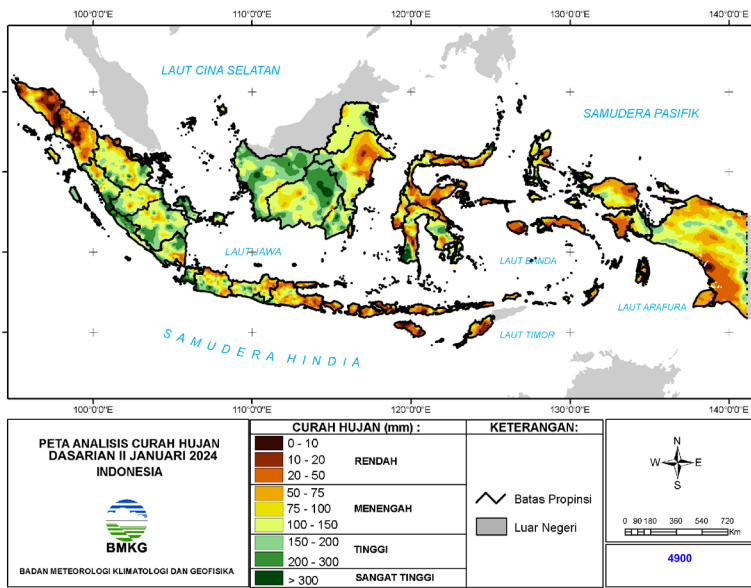 100°0'0"E 110°0'0"E 120°0'0"E 130°0'0"E 140°0'0"E
LAUT CINA SELATAN
SAMUDERA PASIFIK
LAUT JAWA
LAUT BANDA
LAUT ARAFURA
LAUT TIMOR
SAMUDERA HINDIA
100°0'0"E 110°0'0"E 120°0'0"E 130°0'0"E 140°0'0"E
PETA ANALISIS CURAH HUJAN
DASARIAN II JANUARI 2024
INDONESIA
BMKG
BADAN METEOROLOGI KLIMATOLOGI DAN GEOFISIKA
CURAH HUJAN (mm) :
0 - 10
10 - 20
20 - 50
RENDAH
50 - 75
75 - 100
100 - 150
MENENGAH
150 - 200
200 - 300
TINGGI
> 300
SANGAT TINGGI
KETERANGAN:
Batas Propinsi
Luar Negeri
N
W E
S
0 90 180 360 540 720
Km
4900